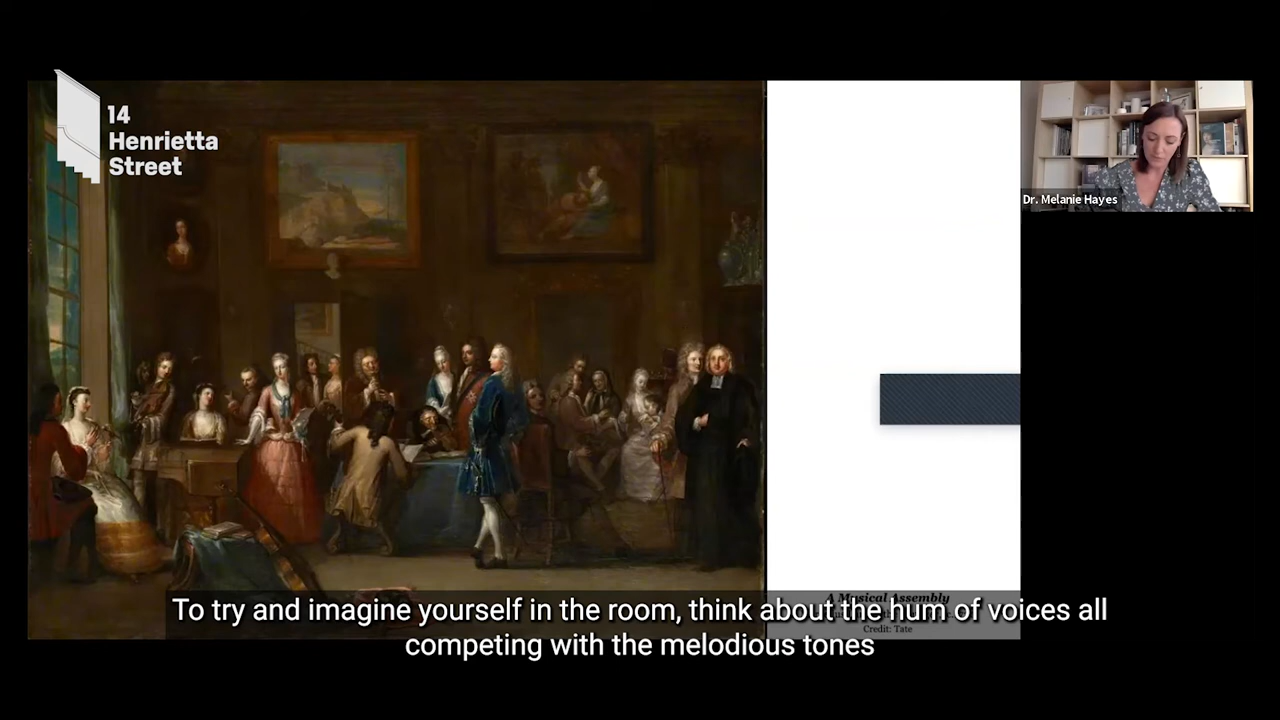 14
Henrietta
Street
Dr. Melanie Hayes
A Musical Assembly
Credit: Tate
To try and imagine yourself in the room, think about the hum of voices all
competing with the melodious tones